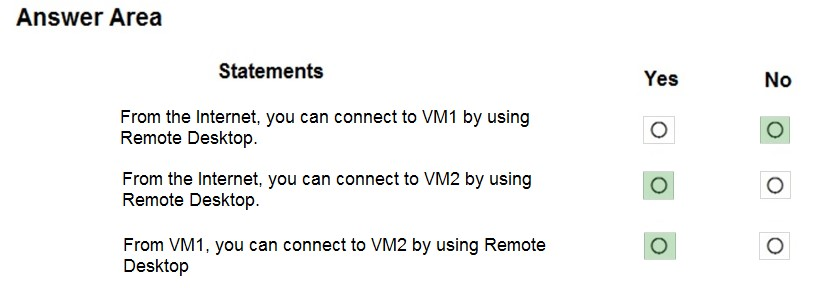 Answer Area
Statements
Yes
No
From the Internet, you can connect to VM1 by using
Remote Desktop.
From the Internet, you can connect to VM2 by using
Remote Desktop.
From VM1, you can connect to VM2 by using Remote
Desktop